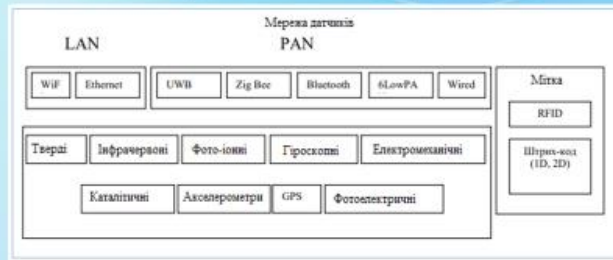 Мережа датчиків
LAN PAN
WiF Ethernet UWB Zig Bee Bluetooth 6LowPA Wired
Мітка
RFID
Штрих-код
(1D, 2D)
Тверді Інфрачервоні Фото-іонні Гіроскопні Електромеханічні
Каталітичні Акселерометри GPS Фотоелектричні